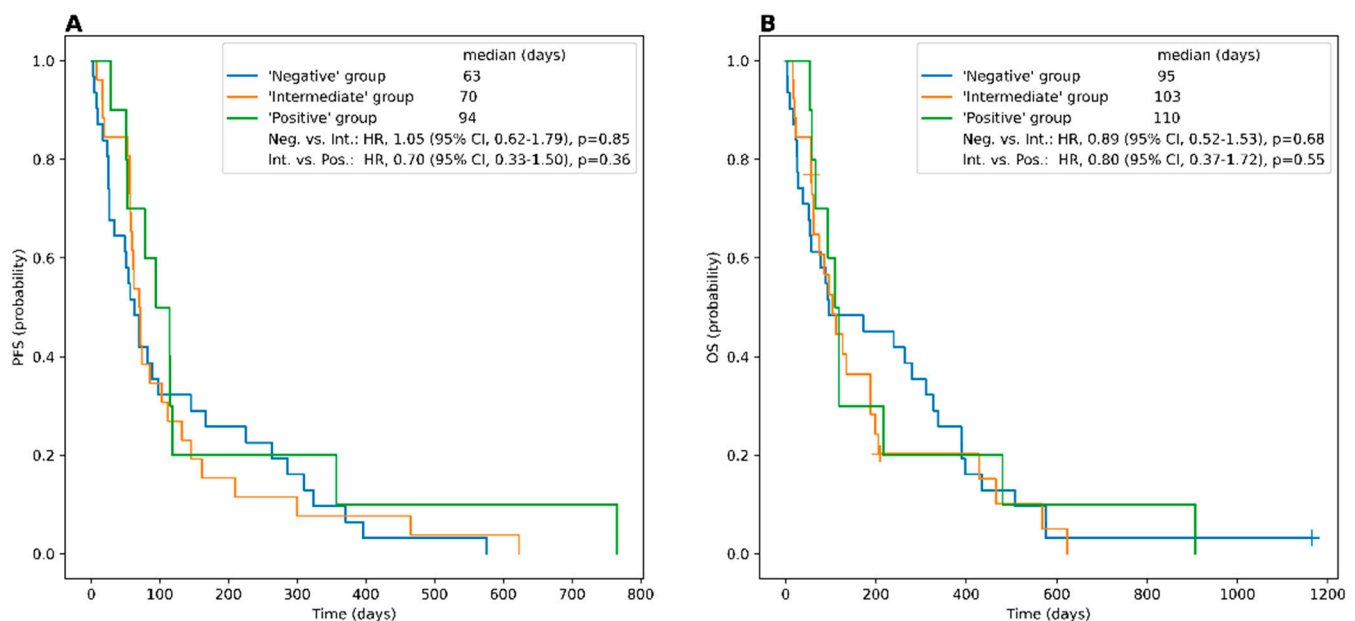 A
median (days)
'Negative' group 63
'Intermediate' group 70
'Positive' group 94
Neg. vs. Int.: HR, 1.05 (95% CI, 0.62-1.79), p=0.85
Int. vs. Pos.: HR, 0.70 (95% CI, 0.33-1.50), p=0.36
PFS (probability)
1.0
0.8
0.6
0.4
0.2
0.0
0 100 200 300 400 500 600 700 800
Time (days)
B
median (days)
'Negative' group 95
'Intermediate' group 103
'Positive' group 110
Neg. vs. Int.: HR, 0.89 (95% CI, 0.52-1.53), p=0.68
Int. vs. Pos.: HR, 0.80 (95% CI, 0.37-1.72), p=0.55
OS (probability)
1.0
0.8
0.6
0.4
0.2
0.0
0 200 400 600 800 1000 1200
Time (days)